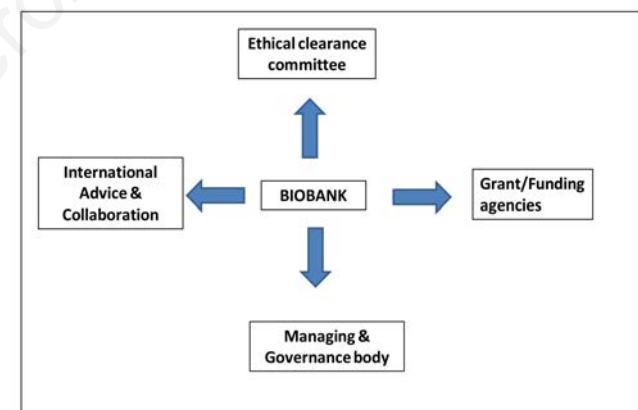 Ethical clearance
committee
International
Advice &
Collaboration
BIOBANK
Grant/Funding
agencies
Managing &
Governance body